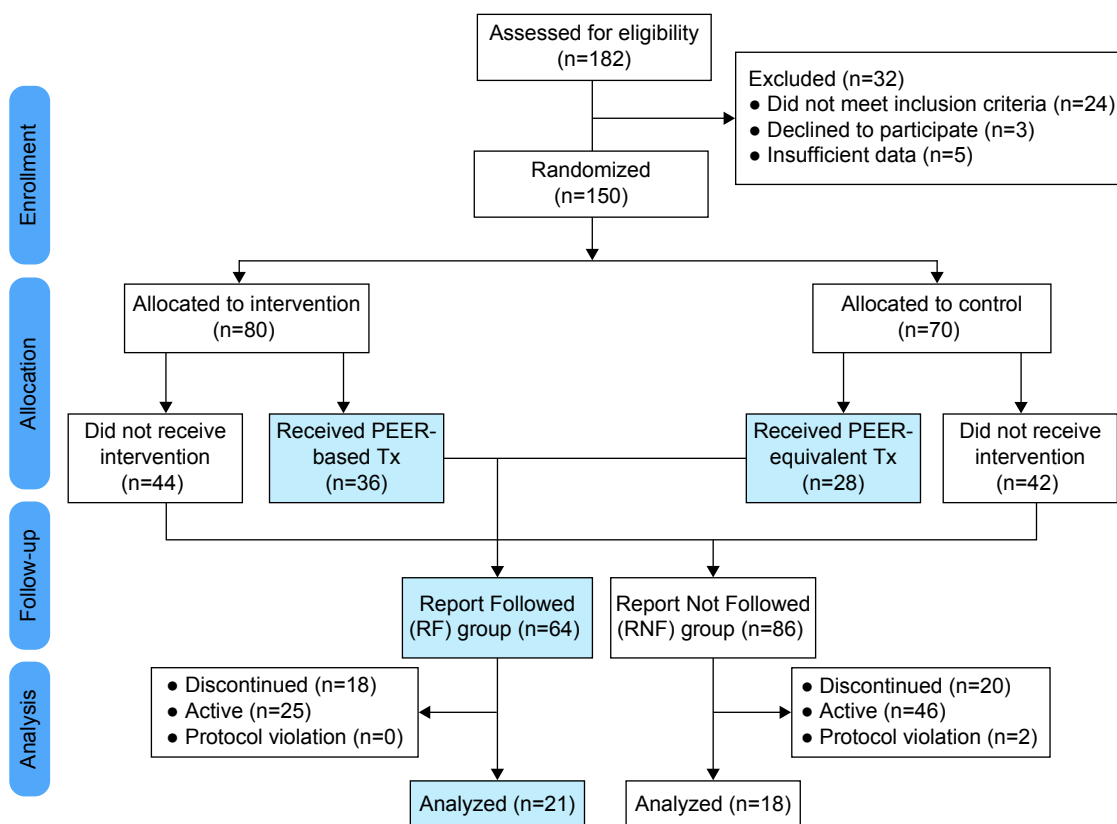 Assessed for eligibility
(n=182)
Excluded (n=32)
● Did not meet inclusion criteria (n=24)
● Declined to participate (n=3)
● Insufficient data (n=5)
Enrollment
Randomized
(n=150)
Allocation
Allocated to intervention
(n=80)
Allocated to control
(n=70)
Did not receive
intervention
(n=44)
Received PEER-
based Tx
(n=36)
Received PEER-
equivalent Tx
(n=28)
Did not receive
intervention
(n=42)
Follow-up
Report Followed
(RF) group (n=64)
Report Not Followed
(RNF) group (n=86)
Analysis
● Discontinued (n=18)
● Active (n=25)
● Protocol violation (n=0)
● Discontinued (n=20)
● Active (n=46)
● Protocol violation (n=2)
Analyzed (n=21)
Analyzed (n=18)